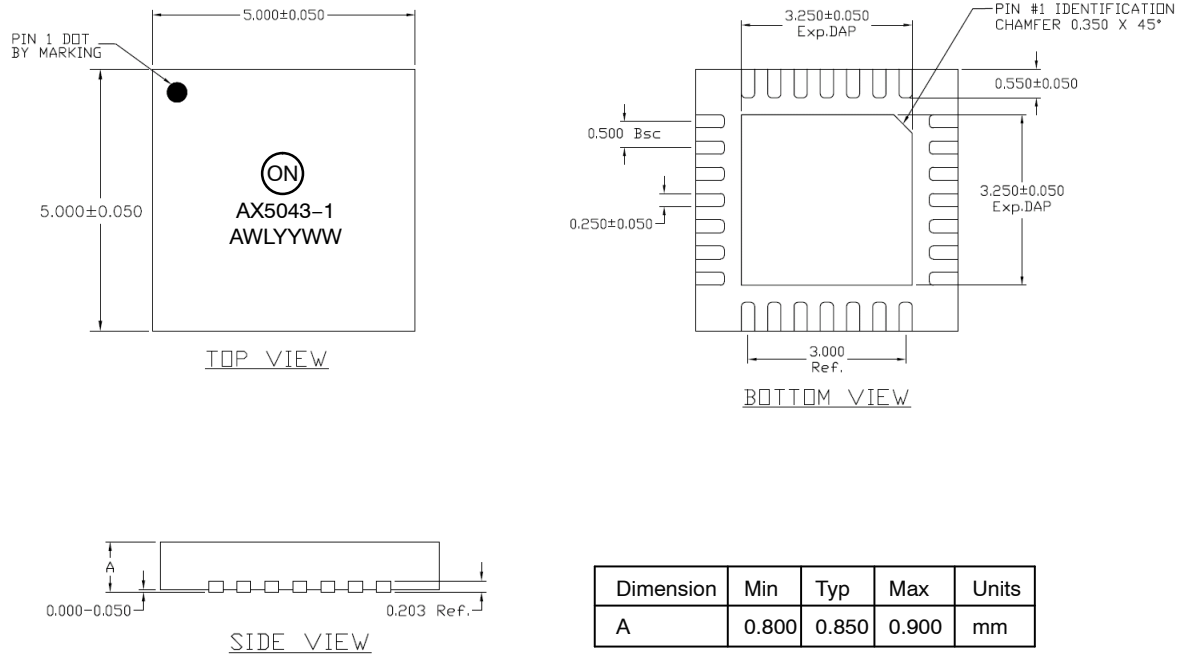 5.000±0.050
PIN 1 DOT
BY MARKING
5.000±0.050
ON
AX5043−1
AWLYYWW
TOP VIEW
3.250±0.050
Exp.DAP
PIN #1 IDENTIFICATION
CHAMFER 0.350 X 45°
0.550±0.050
0.500 Bsc
0.250±0.050
3.250±0.050
Exp.DAP
3.000
Ref.
BOTTOM VIEW
A
0.000-0.050
0.203 Ref.
SIDE VIEW
Dimension Min Typ Max Units
A 0.800 0.850 0.900 mm